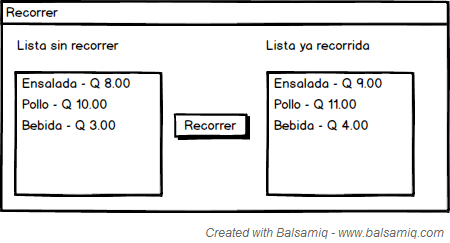 Recorrer
Lista sin recorrer
Ensalada - Q 8.00
Pollo - Q 10.00
Bebida - Q 3.00
Recorrer
Lista ya recorrida
Ensalada - Q 9.00
Pollo - Q 11.00
Bebida - Q 4.00
Created with Balsamiq - www.balsamiq.com